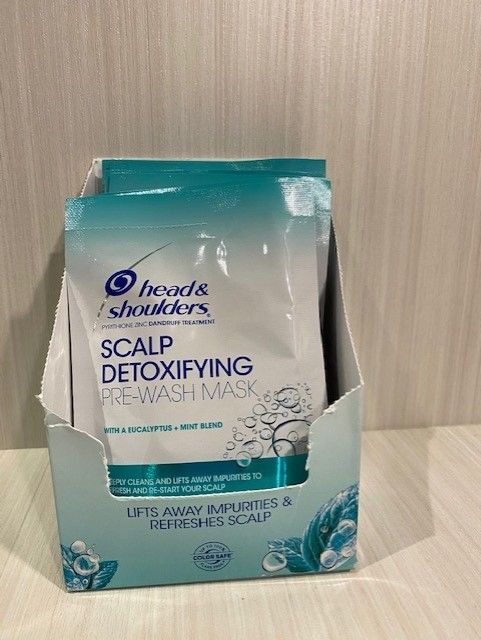 head &
shoulders®
PYRITHIONE ZINC DANDRUFF TREATMENT
SCALP
DETOXIFYING
PRE-WASH MASK
WITH A EUCALYPTUS + MINT BLEND
EPLY CLEANS AND LIFTS AWAY IMPURITIES TO
FRESH AND RE-START YOUR SCALP
LIFTS AWAY IMPURITIES &
REFRESHES SCALP
COLOR SAFE